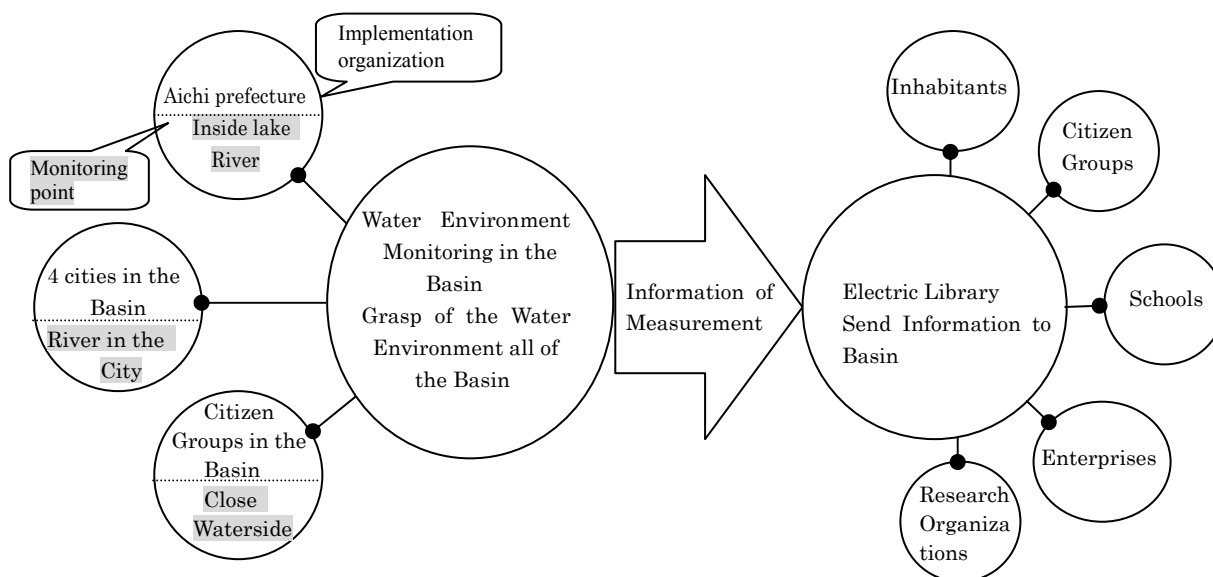 Implementation
organization
Aichi prefecture
Inside lake
River
Monitoring
point
4 cities in the
Basin
River in the
City
Citizen
Groups in the
Basin
Close
Waterside
Water Environment
Monitoring in the
Basin
Grasp of the Water
Environment all of
the Basin
Information of
Measurement
Electric Library
Send Information to
Basin
Inhabitants
Citizen
Groups
Schools
Enterprises
Research
Organiza
tions